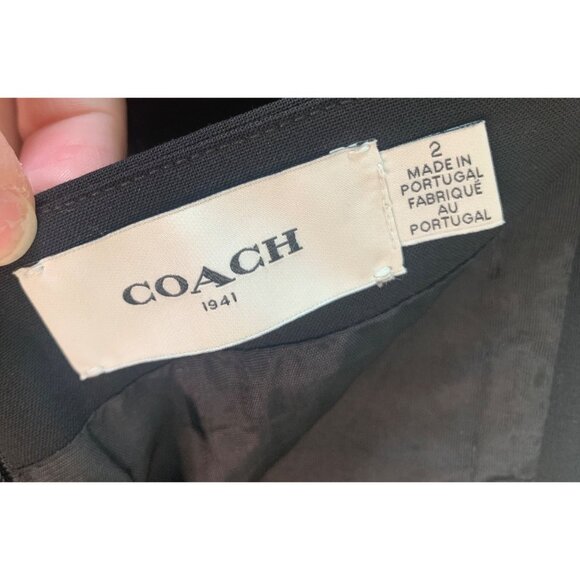 COACH
1941
2
MADE IN
PORTUGAL
FABRIQUÉ
AU
PORTUGAL